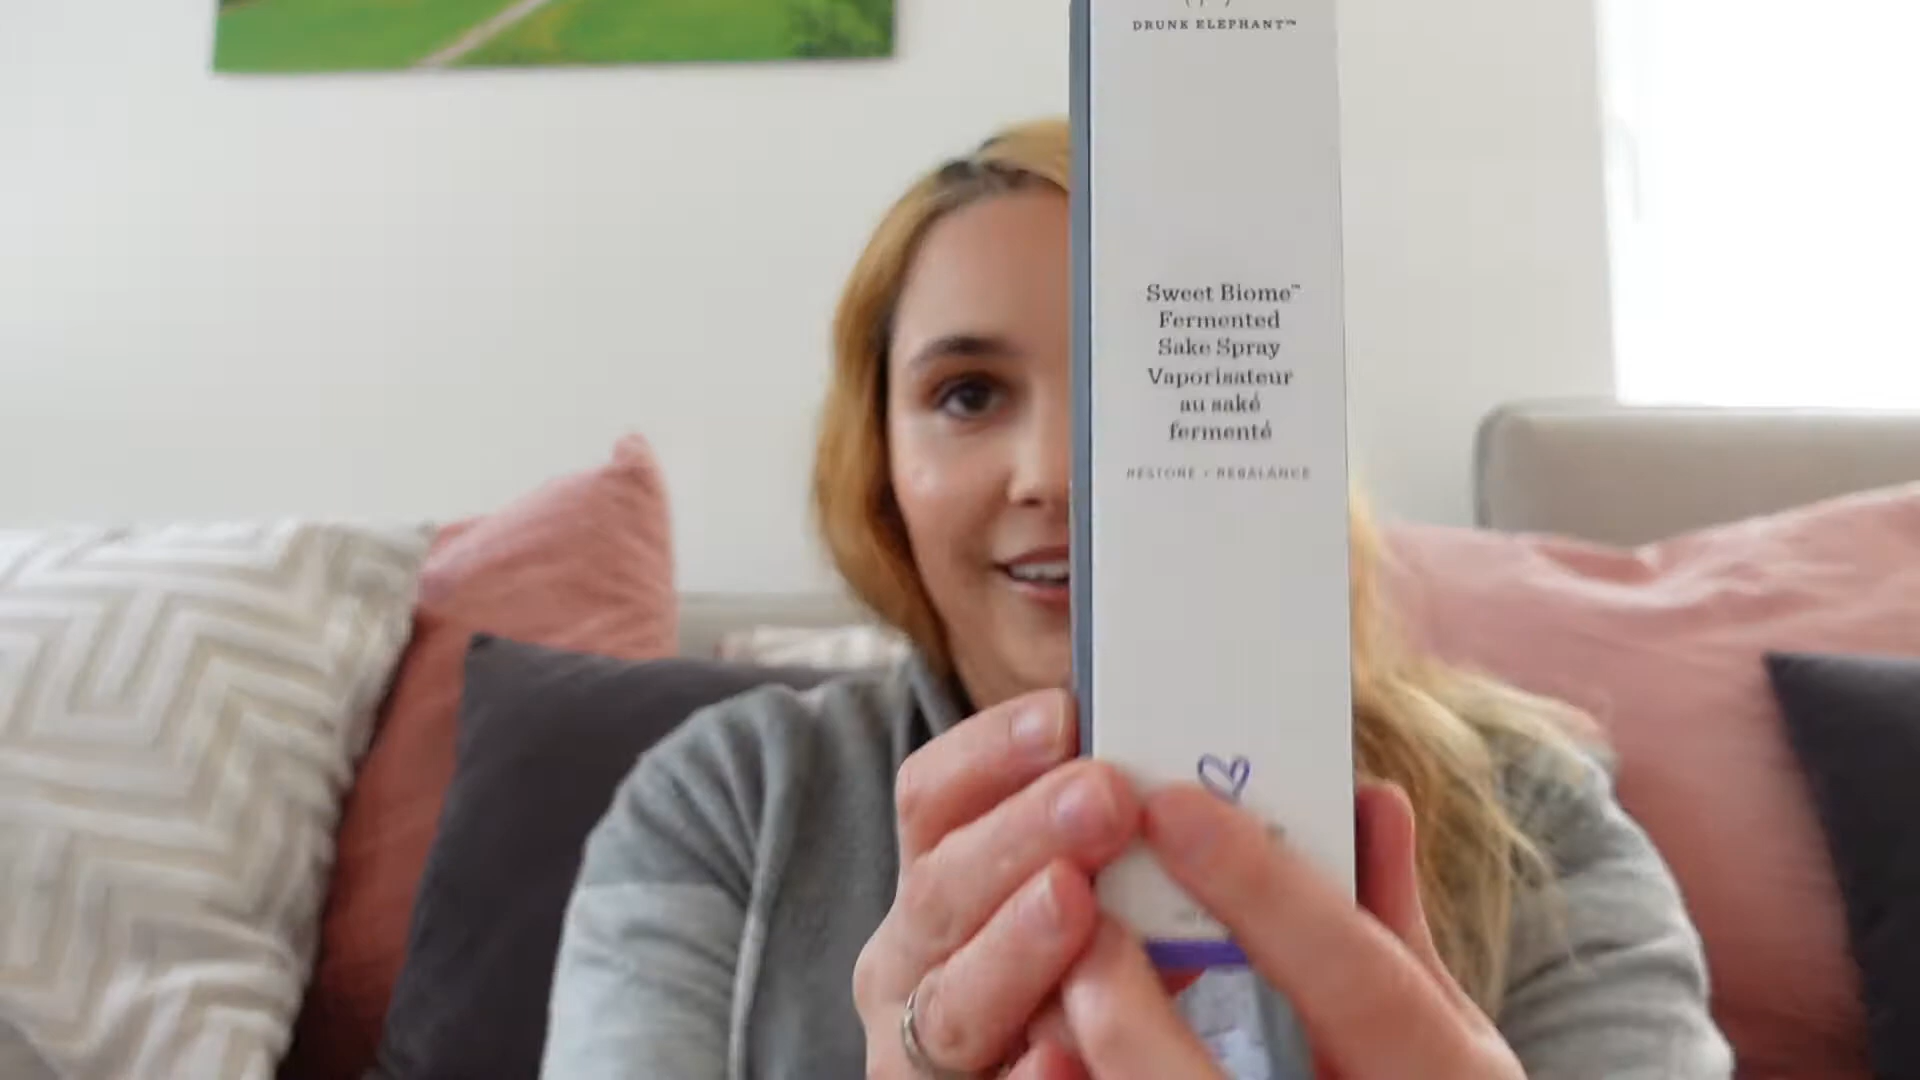 DRUNK ELEPHANT™
Sweet Biome™
Fermented
Sake Spray
Vaporisateur
au saké
fermenté
RESTORE + REBALANCE